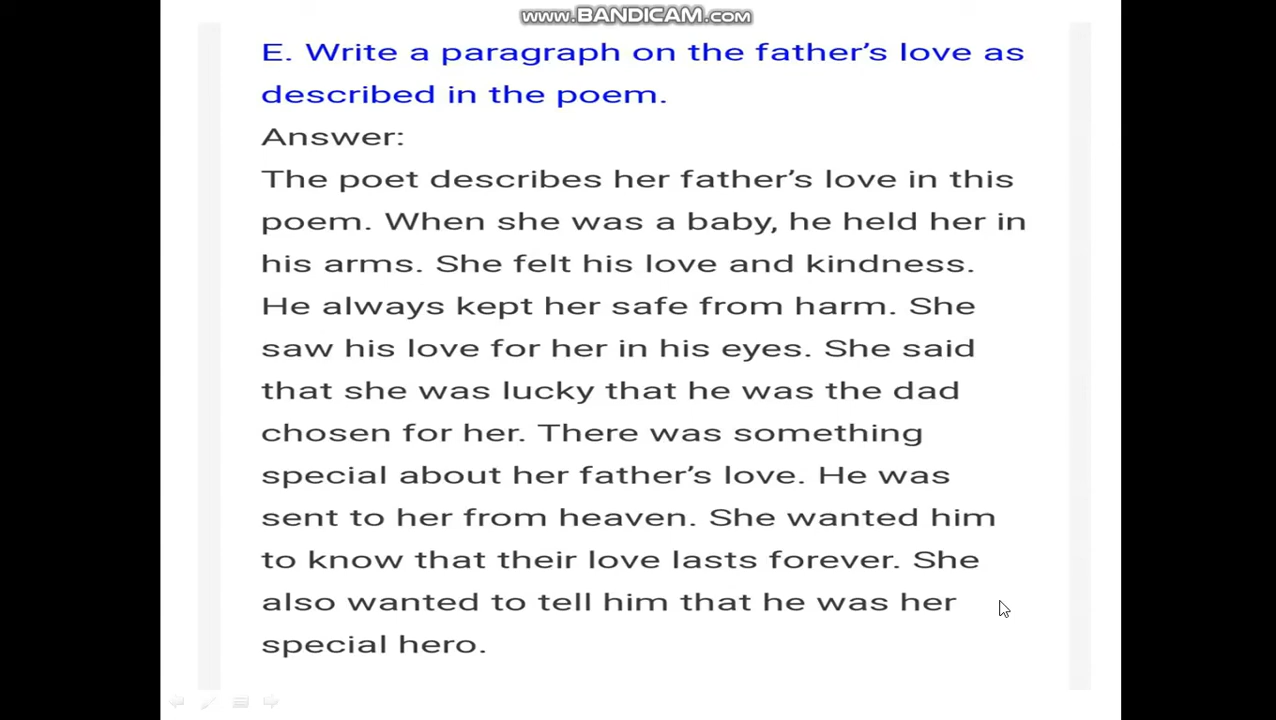 www.BANDICAM.com
E. Write a paragraph on the father's love as
described in the poem.
Answer:
The poet describes her father's love in this
poem. When she was a baby, he held her in
his arms. She felt his love and kindness.
He always kept her safe from harm. She
saw his love for her in his eyes. She said
that she was lucky that he was the dad
chosen for her. There was something
special about her father's love. He was
sent to her from heaven. She wanted him
to know that their love lasts forever. She
also wanted to tell him that he was her
special hero.